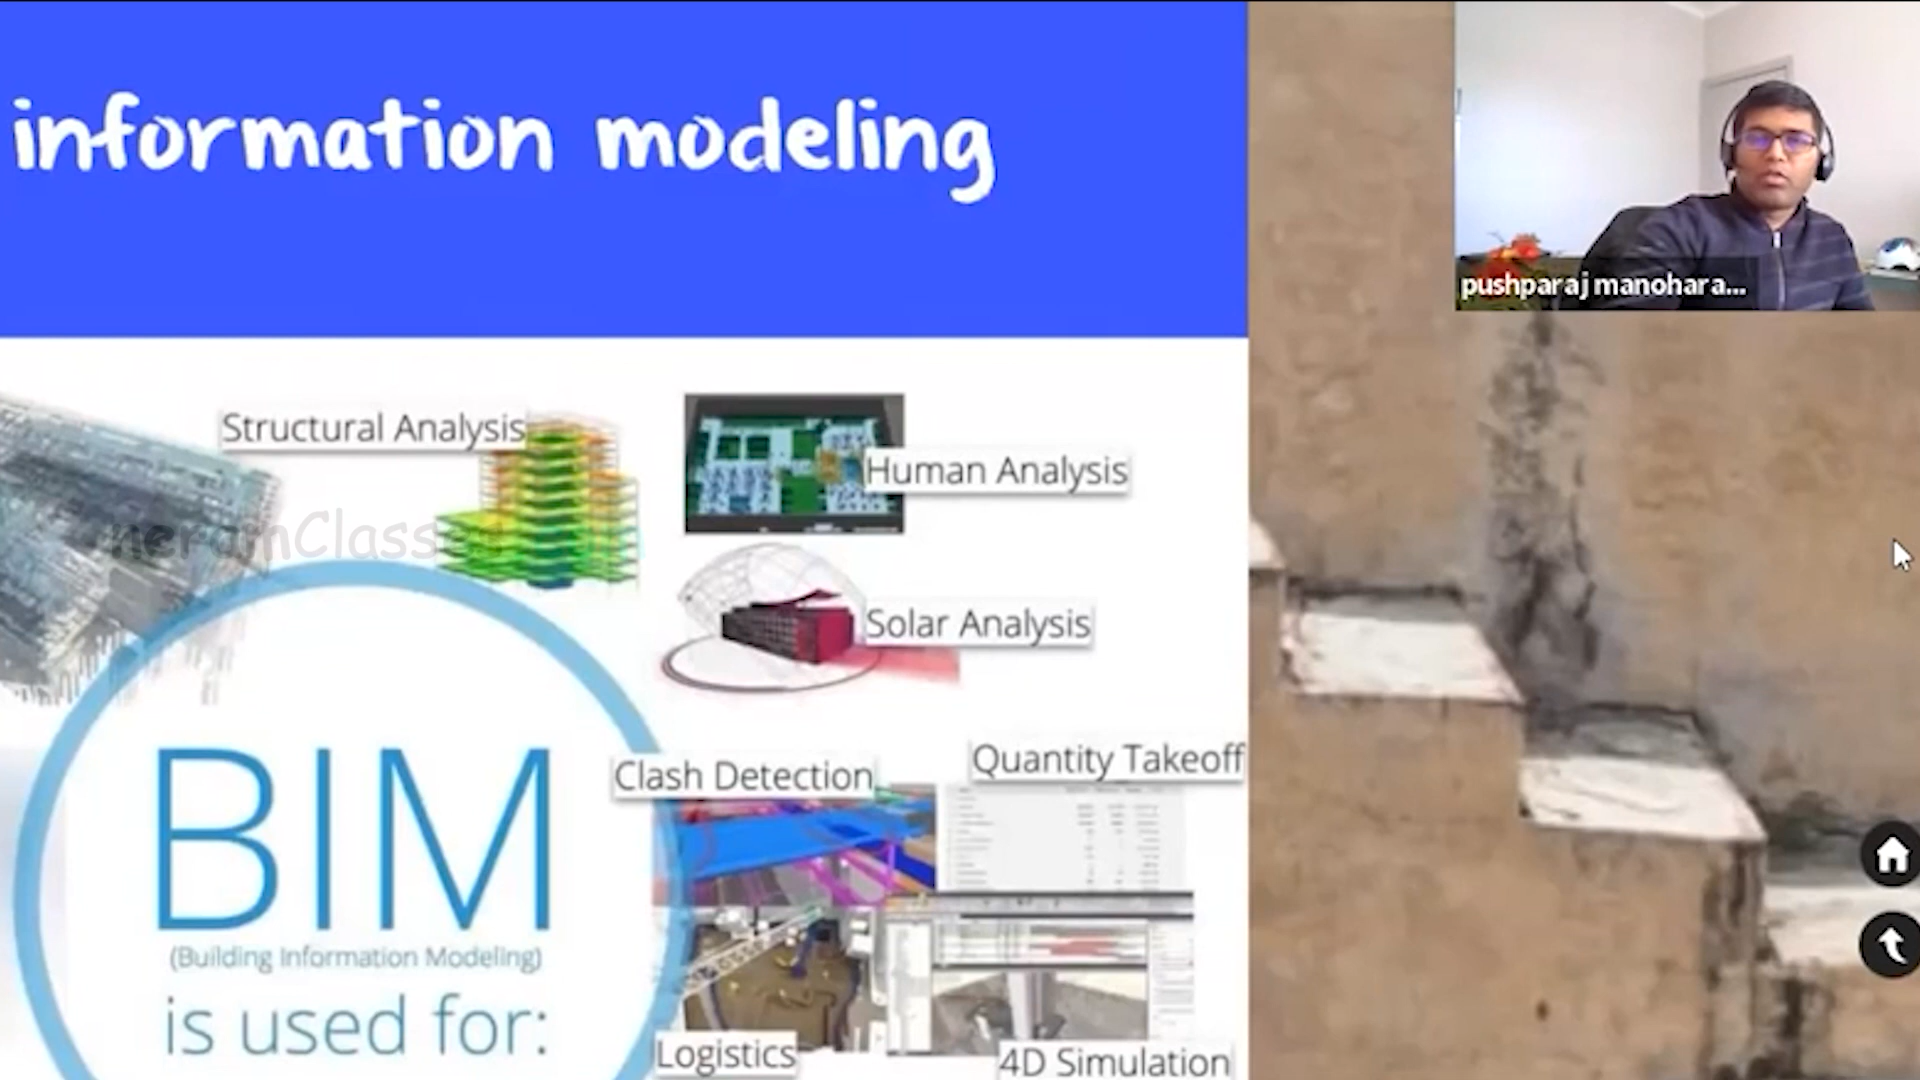 information modeling
pushparaj manohara...
Structural Analysis
Human Analysis
neramClasses
Solar Analysis
Clash Detection
Quantity Takeoff
BIM
(Building Information Modeling)
is used for:
Logistics
4D Simulation